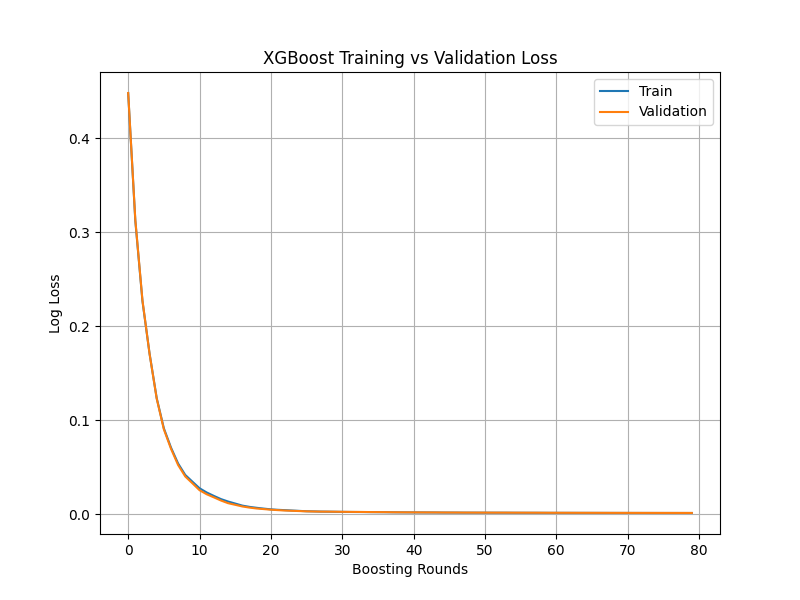 XGBoost Training vs Validation Loss
Train
Validation
0.4
0.3
0.2
0.1
0.0
Log Loss
0 10 20 30 40 50 60 70 80
Boosting Rounds